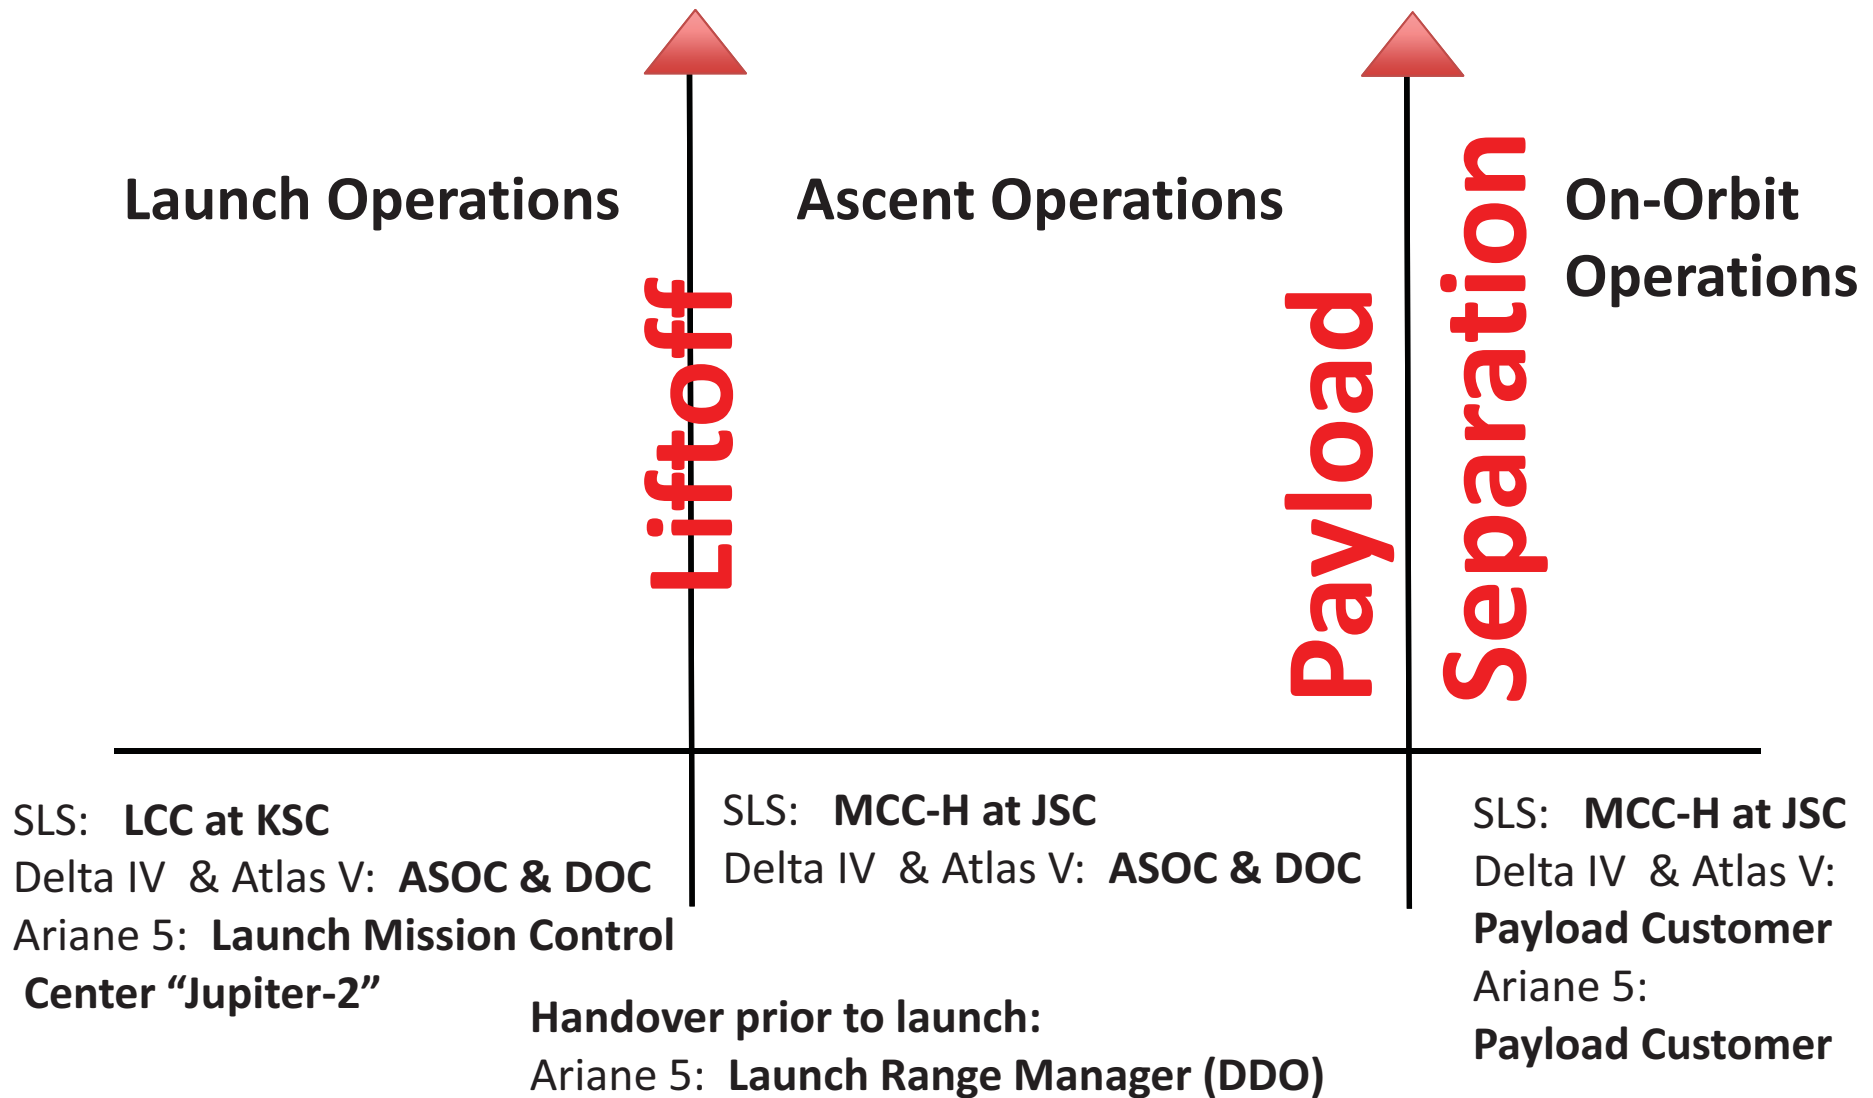 Launch Operations
Liftoff
Ascent Operations
Payload
Separation
On-Orbit
Operations
SLS: LCC at KSC
Delta IV & Atlas V: ASOC & DOC
Ariane 5: Launch Mission Control
Center “Jupiter-2”
SLS: MCC-H at JSC
Delta IV & Atlas V: ASOC & DOC
Handover prior to launch:
Ariane 5: Launch Range Manager (DDO)
SLS: MCC-H at JSC
Delta IV & Atlas V:
Payload Customer
Ariane 5:
Payload Customer